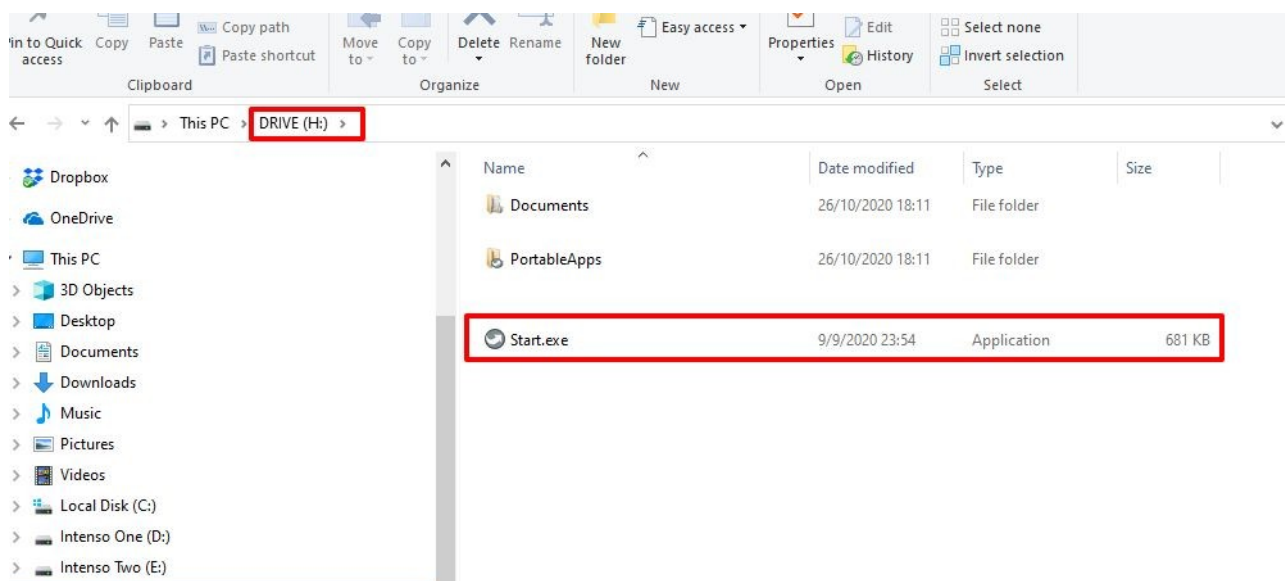 Copy path
Pin to Quick access
Copy
Paste
Paste shortcut
Move to
Copy to
Delete
Rename
New folder
Easy access
Properties
Edit
History
Select none
Invert selection
Clipboard
Organize
New
Open
Select
This PC > DRIVE (H:) >
Name
Date modified
Type
Size
Documents 26/10/2020 18:11 File folder
PortableApps 26/10/2020 18:11 File folder
Start.exe 9/9/2020 23:54 Application 681 KB
Dropbox
OneDrive
This PC
3D Objects
Desktop
Documents
Downloads
Music
Pictures
Videos
Local Disk (C:)
Intenso One (D:)
Intenso Two (E:)